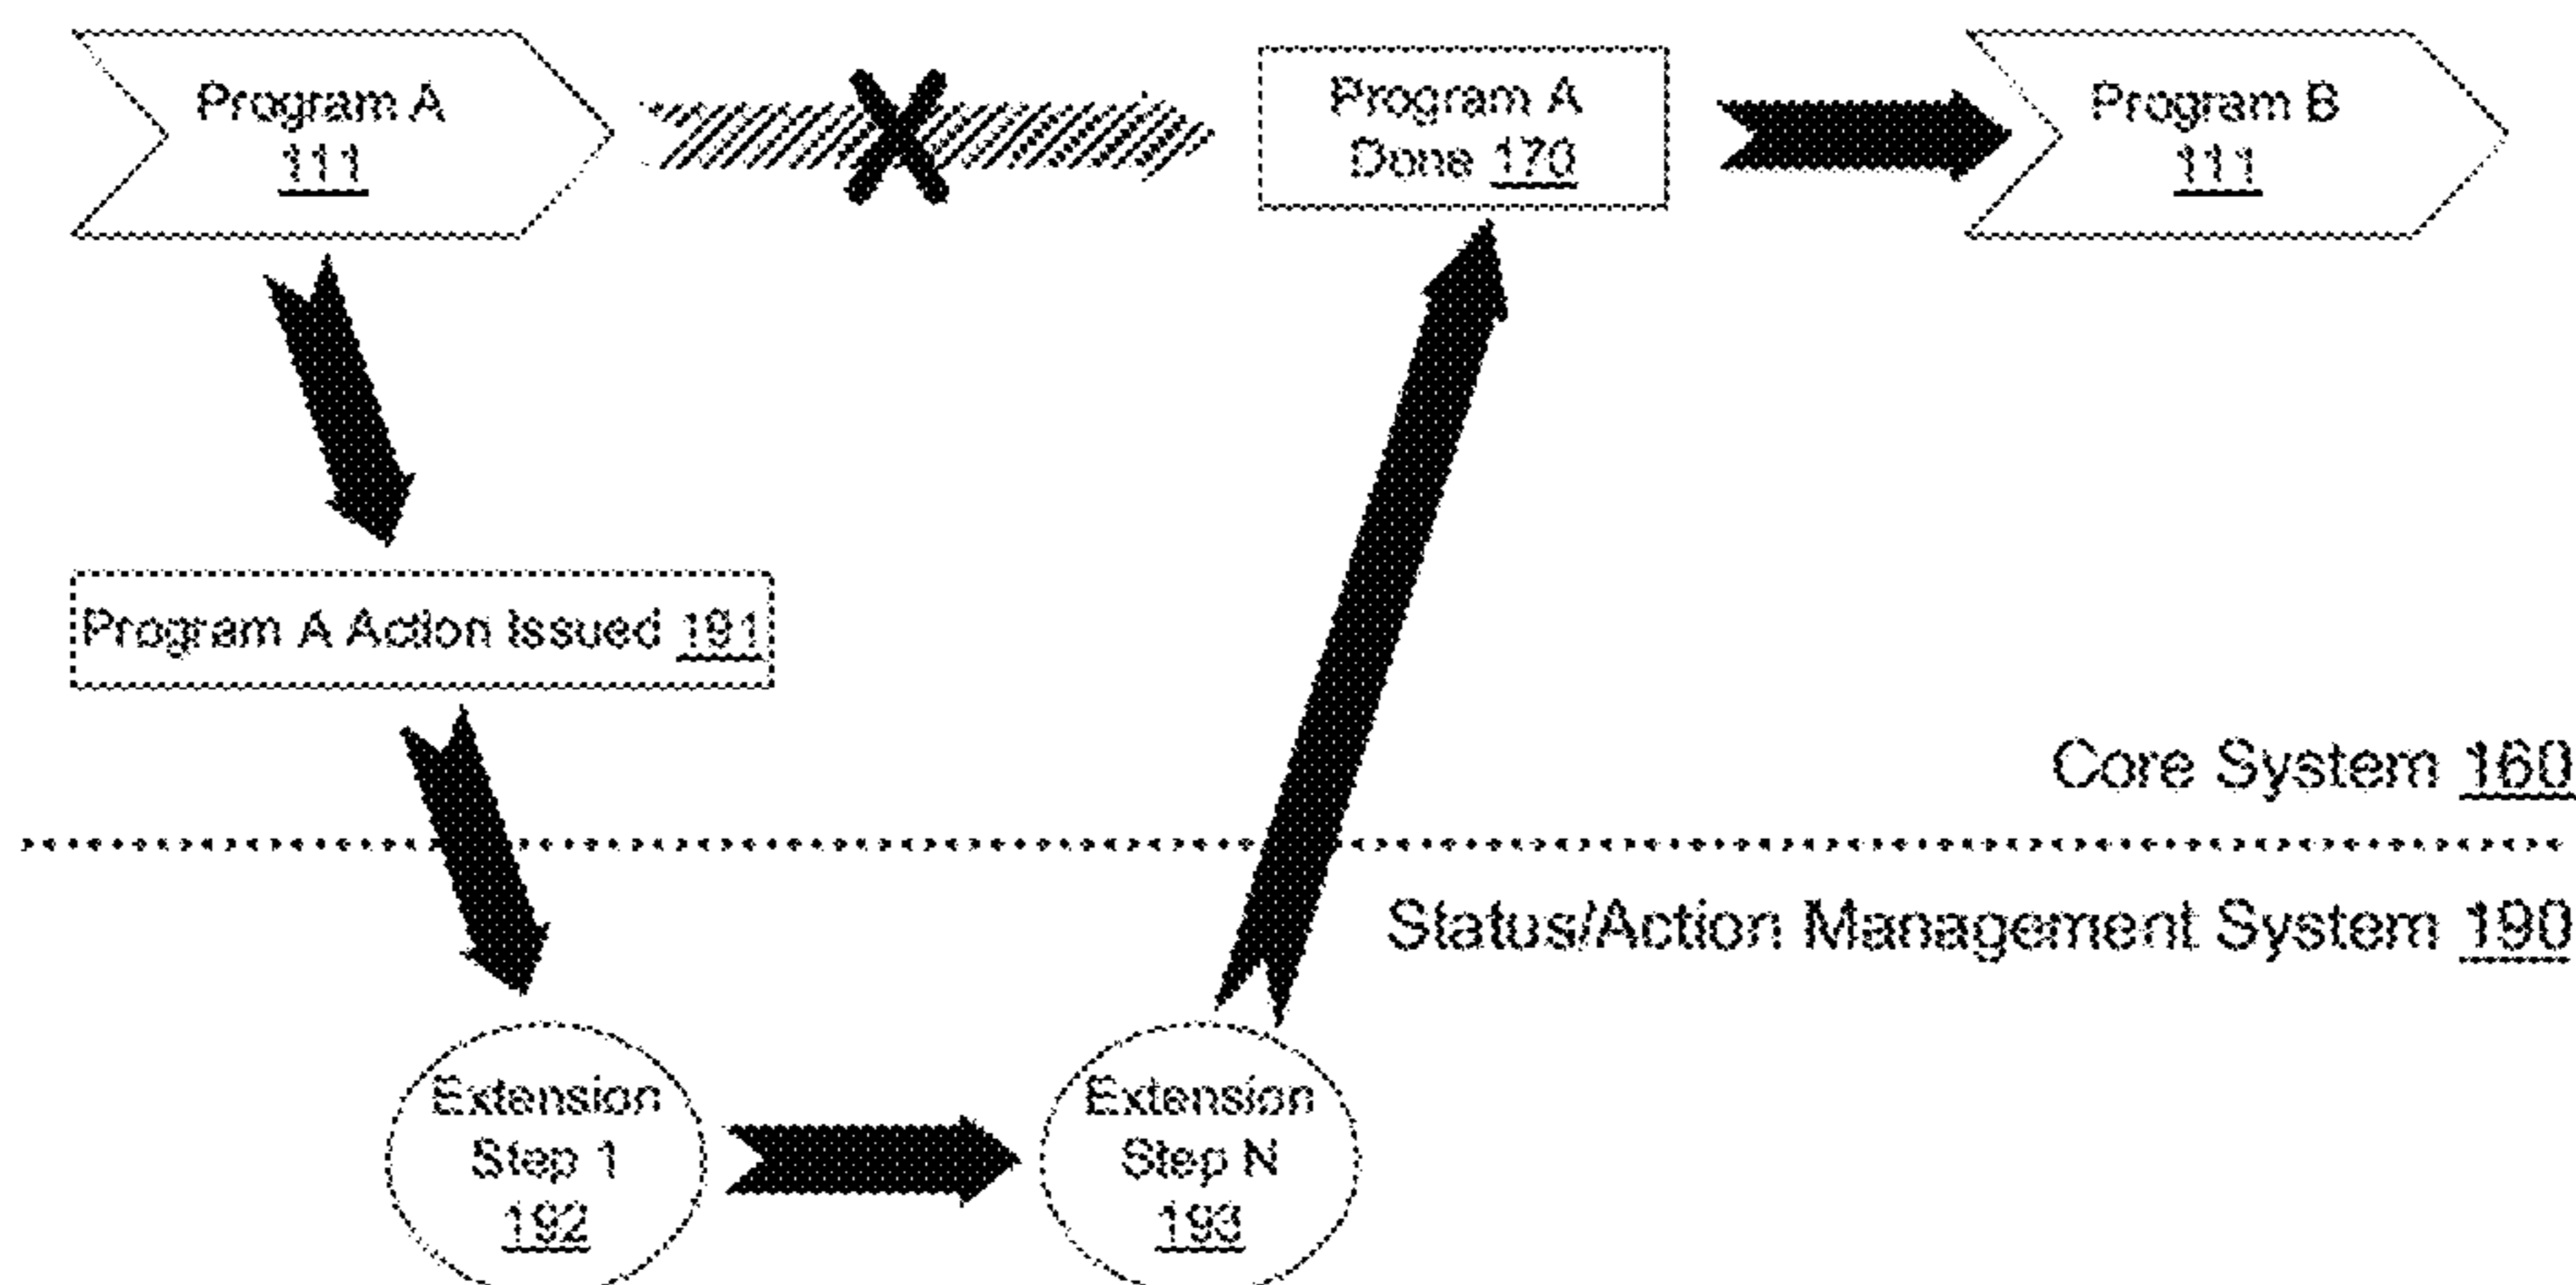 Program A
111
Program A
Done 170
Program B
111
Program A Action Issued 191
Core System 160
Status/Action Management System 190
Extension
Step 1
192
Extension
Step N
193